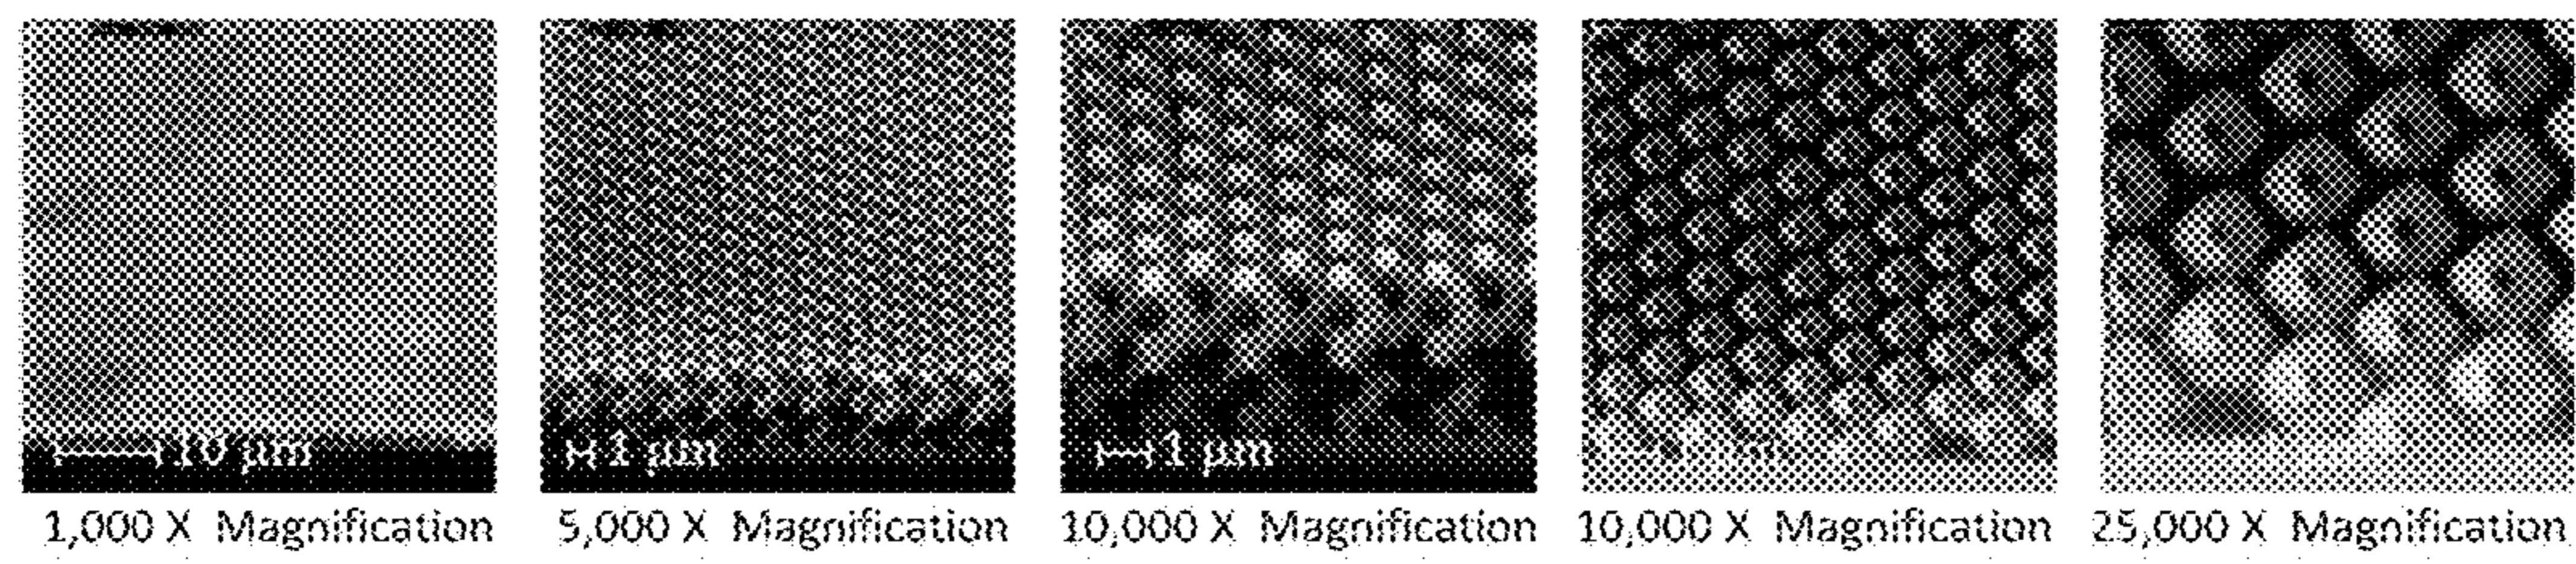 10 µm
1 µm
1 µm
1,000 X Magnification
5,000 X Magnification
10,000 X Magnification
10,000 X Magnification
25,000 X Magnification